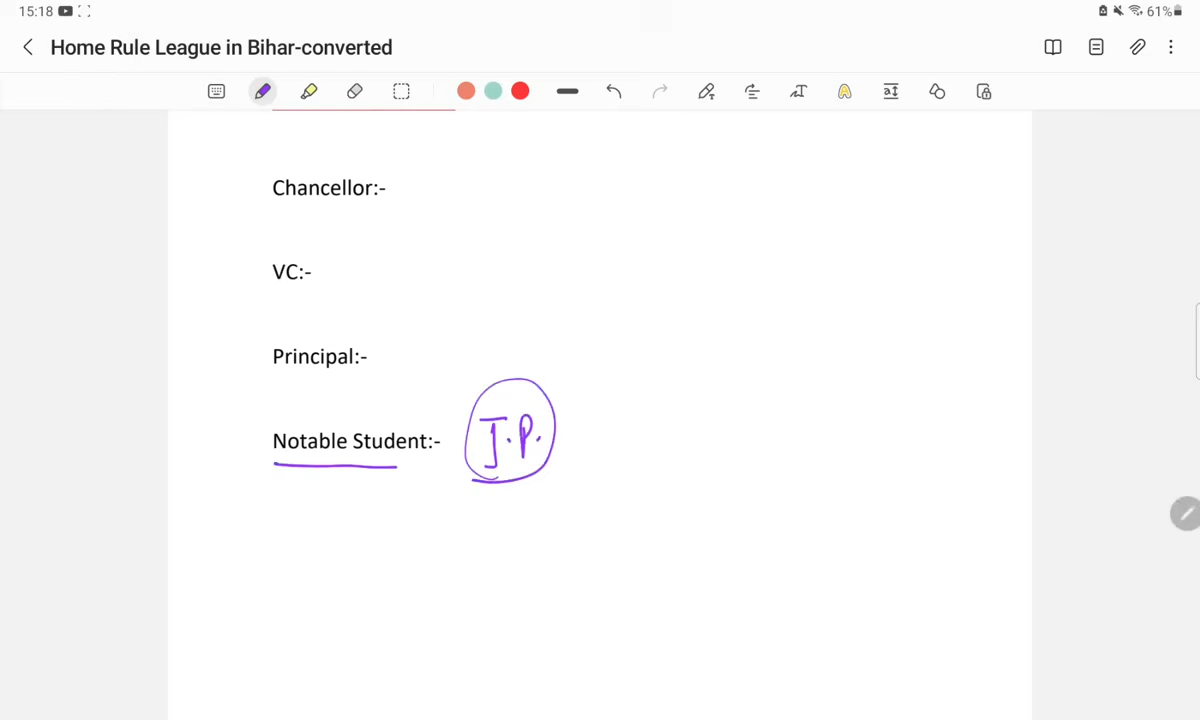 15:18 61%
Home Rule League in Bihar-converted
Chancellor:-
VC:-
Principal:-
Notable Student:- J.P.